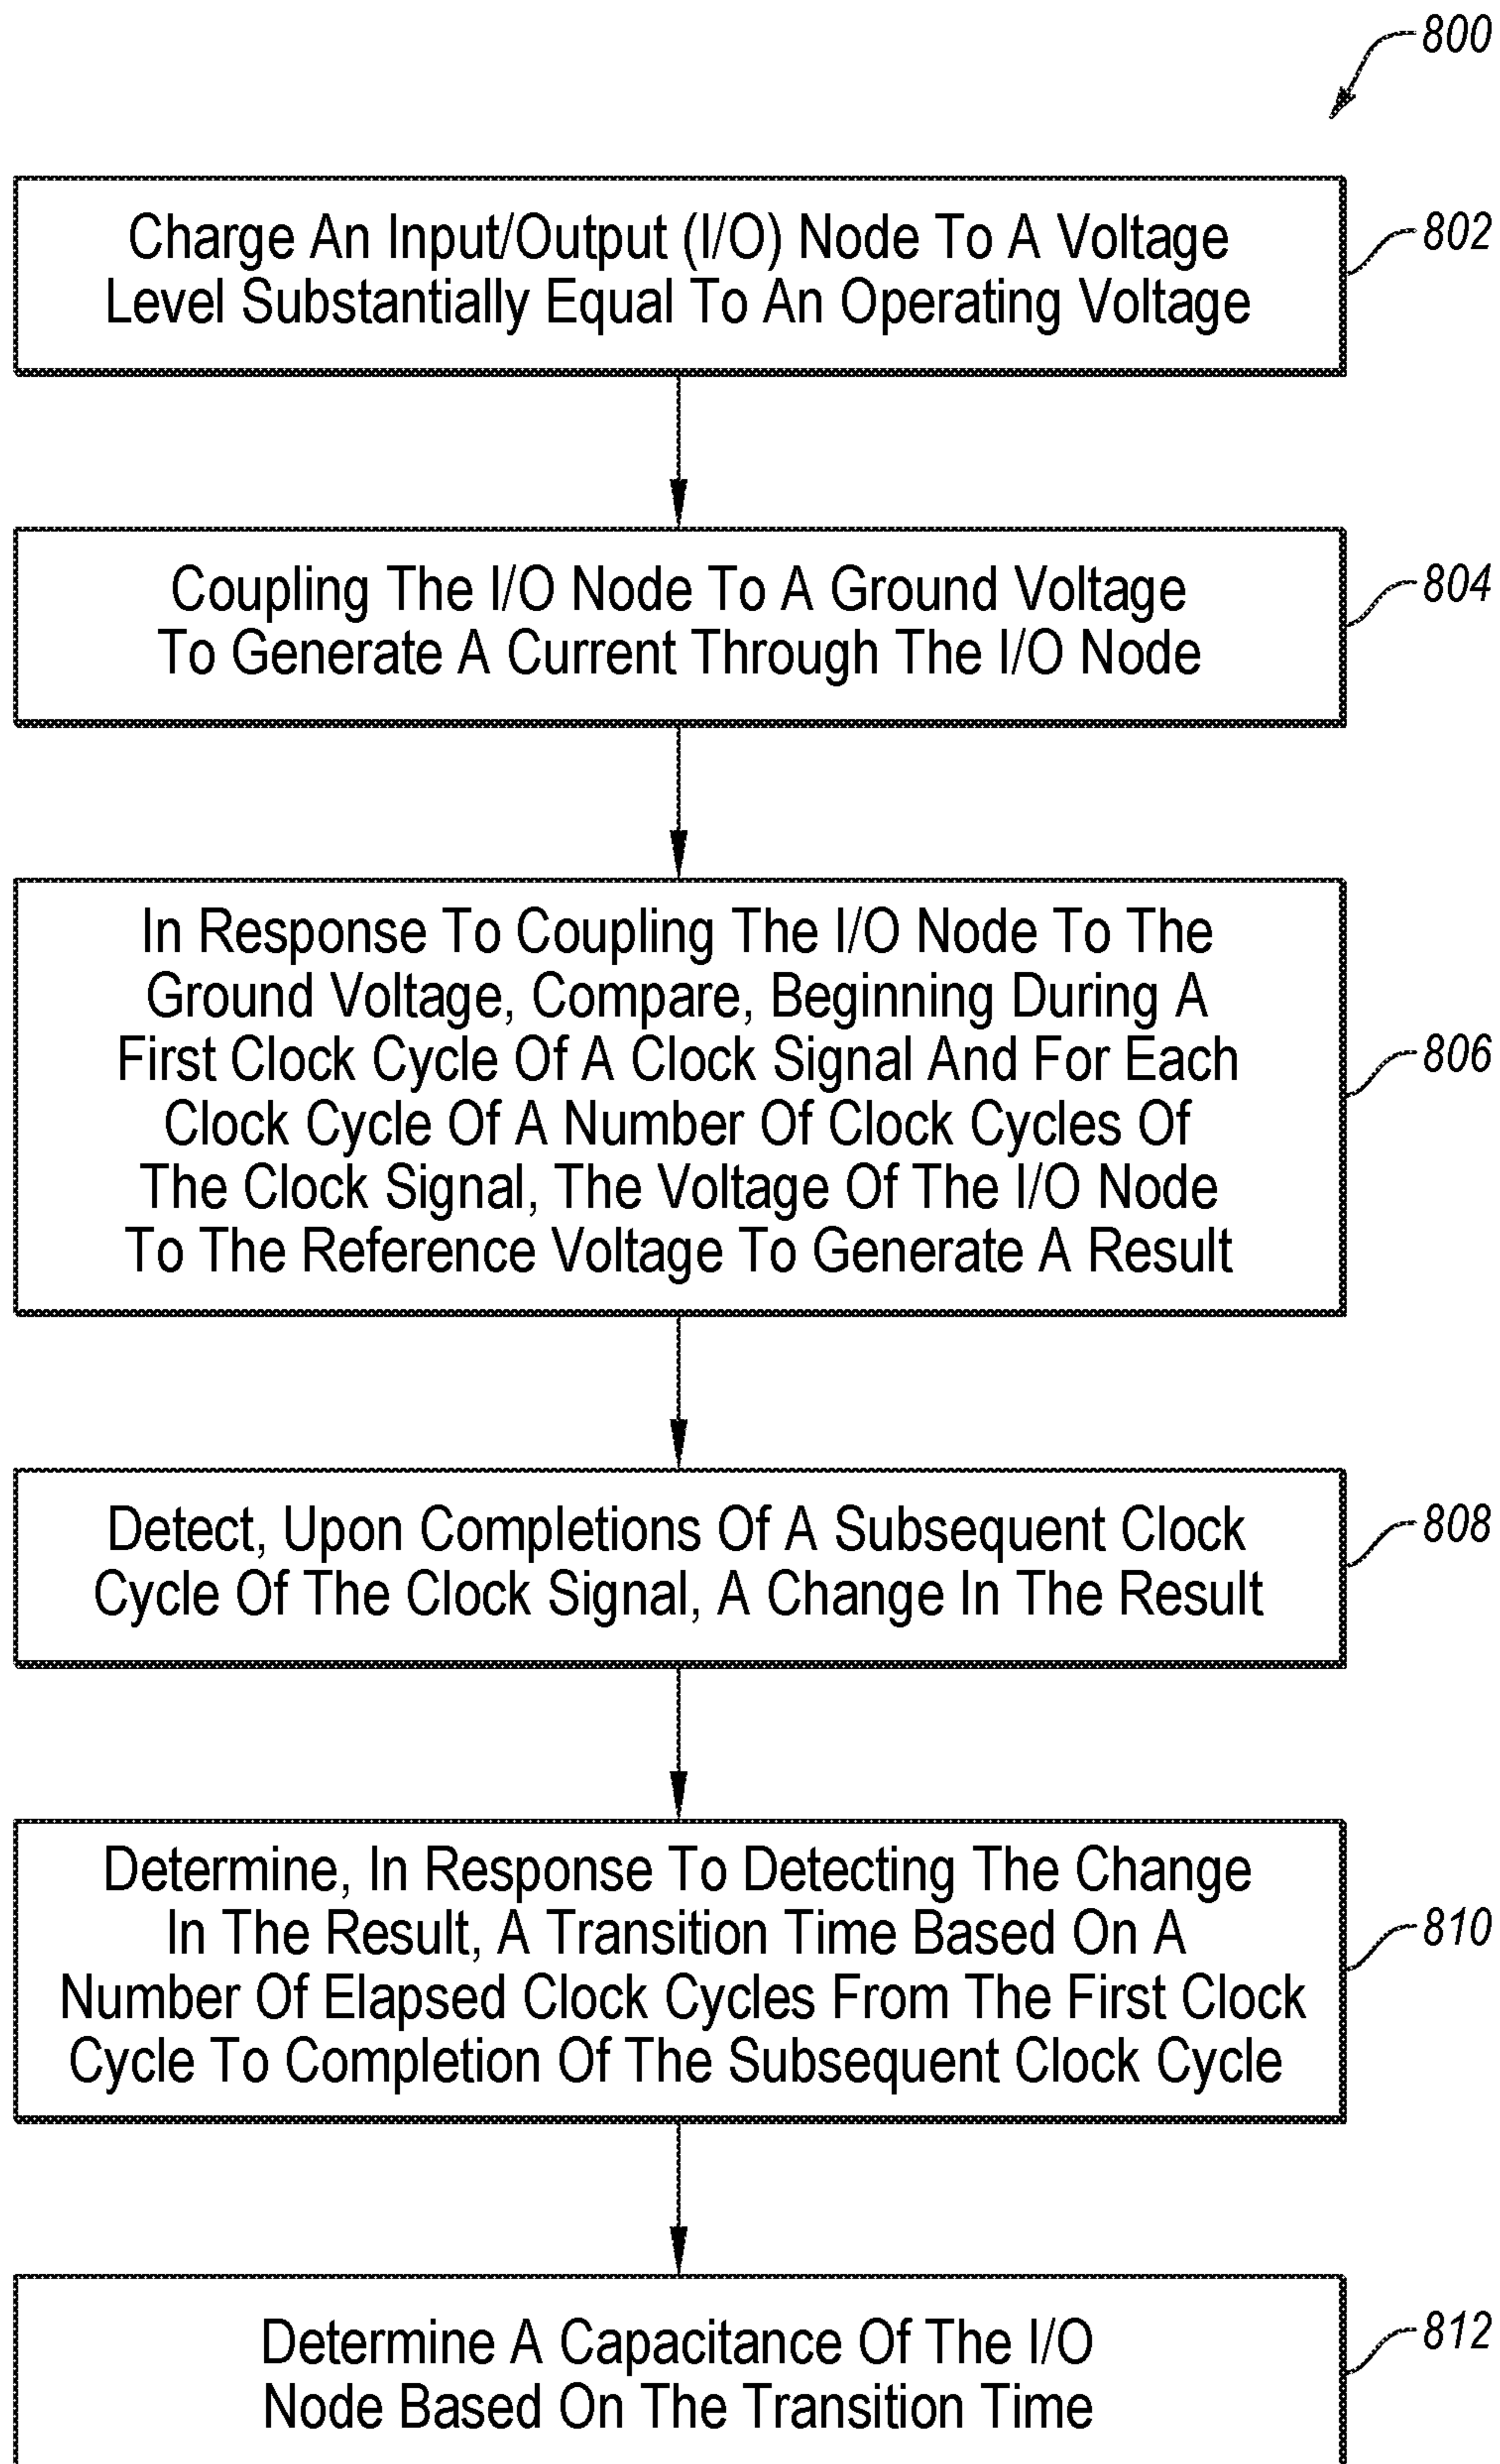 800
Charge An Input/Output (I/O) Node To A Voltage
Level Substantially Equal To An Operating Voltage
802
Coupling The I/O Node To A Ground Voltage
To Generate A Current Through The I/O Node
804
In Response To Coupling The I/O Node To The
Ground Voltage, Compare, Beginning During A
First Clock Cycle Of A Clock Signal And For Each
Clock Cycle Of A Number Of Clock Cycles Of
The Clock Signal, The Voltage Of The I/O Node
To The Reference Voltage To Generate A Result
806
Detect, Upon Completions Of A Subsequent Clock
Cycle Of The Clock Signal, A Change In The Result
808
Determine, In Response To Detecting The Change
In The Result, A Transition Time Based On A
Number Of Elapsed Clock Cycles From The First Clock
Cycle To Completion Of The Subsequent Clock Cycle
810
Determine A Capacitance Of The I/O
Node Based On The Transition Time
812